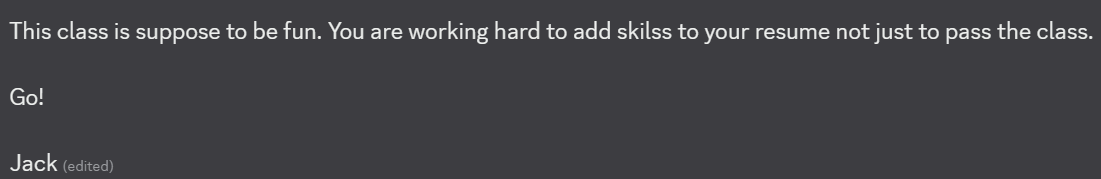 This class is suppose to be fun. You are working hard to add skilss to your resume not just to pass the class.
Go!
Jack (edited)